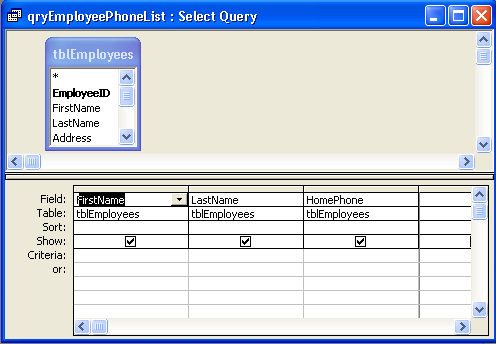 qryEmployeePhoneList : Select Query
tblEmployees
*
EmployeeID
FirstName
LastName
Address
Field: FirstName LastName HomePhone
Table: tblEmployees tblEmployees tblEmployees
Sort:
Show:
Criteria:
or: